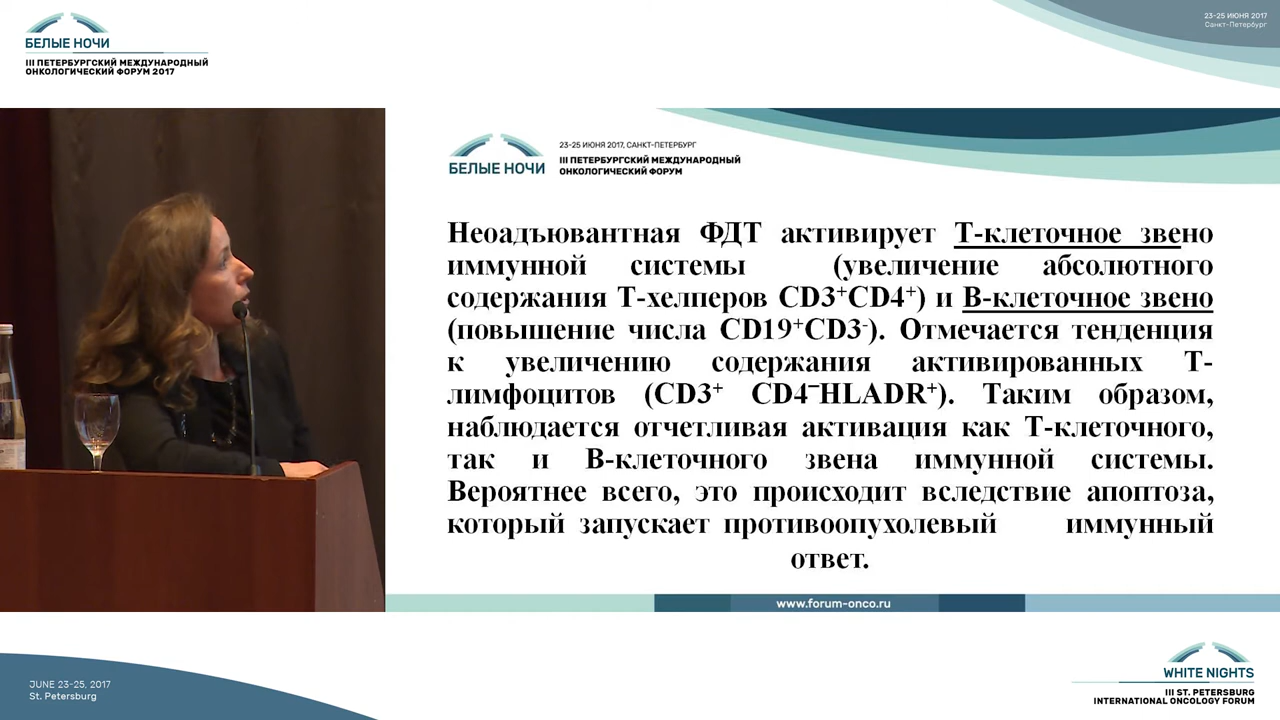 БЕЛЫЕ НОЧИ
III ПЕТЕРБУРГСКИЙ МЕЖДУНАРОДНЫЙ
ОНКОЛОГИЧЕСКИЙ ФОРУМ 2017
23-25 ИЮНЯ 2017
Санкт-Петербург
БЕЛЫЕ НОЧИ
23-25 ИЮНЯ 2017, САНКТ-ПЕТЕРБУРГ
III ПЕТЕРБУРГСКИЙ МЕЖДУНАРОДНЫЙ
ОНКОЛОГИЧЕСКИЙ ФОРУМ
Неоадъювантная ФДТ активирует Т-клеточное звено
иммунной системы (увеличение абсолютного
содержания Т-хелперов CD3⁺CD4⁺) и В-клеточное звено
(повышение числа CD19⁺CD3⁻). Отмечается тенденция
к увеличению содержания активированных Т-
лимфоцитов (CD3⁺ CD4⁻HLADR⁺). Таким образом,
наблюдается отчетливая активация как Т-клеточного,
так и В-клеточного звена иммунной системы.
Вероятнее всего, это происходит вследствие апоптоза,
который запускает противоопухолевый иммунный
ответ.
www.forum-onco.ru
JUNE 23-25, 2017
St. Petersburg
WHITE NIGHTS
III ST. PETERSBURG
INTERNATIONAL ONCOLOGY FORUM